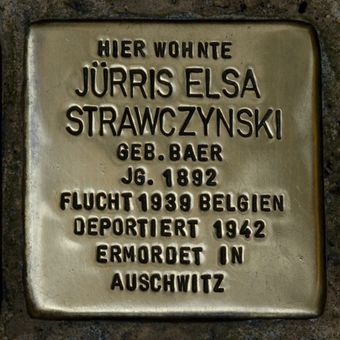 HIER WOHNTE
JÜRRIS ELSA
STRAWCZYNSKI
GEB. BAER
JG. 1892
FLUCHT 1939 BELGIEN
DEPORTIERT 1942
ERMORDET IN
AUSCHWITZ